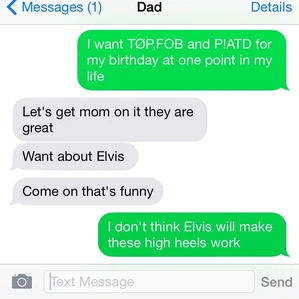 Messages (1) Dad Details
I want TØP,FOB and P!ATD for
my birthday at one point in my
life
Let's get mom on it they are
great
Want about Elvis
Come on that's funny
I don't think Elvis will make
these high heels work
Text Message Send